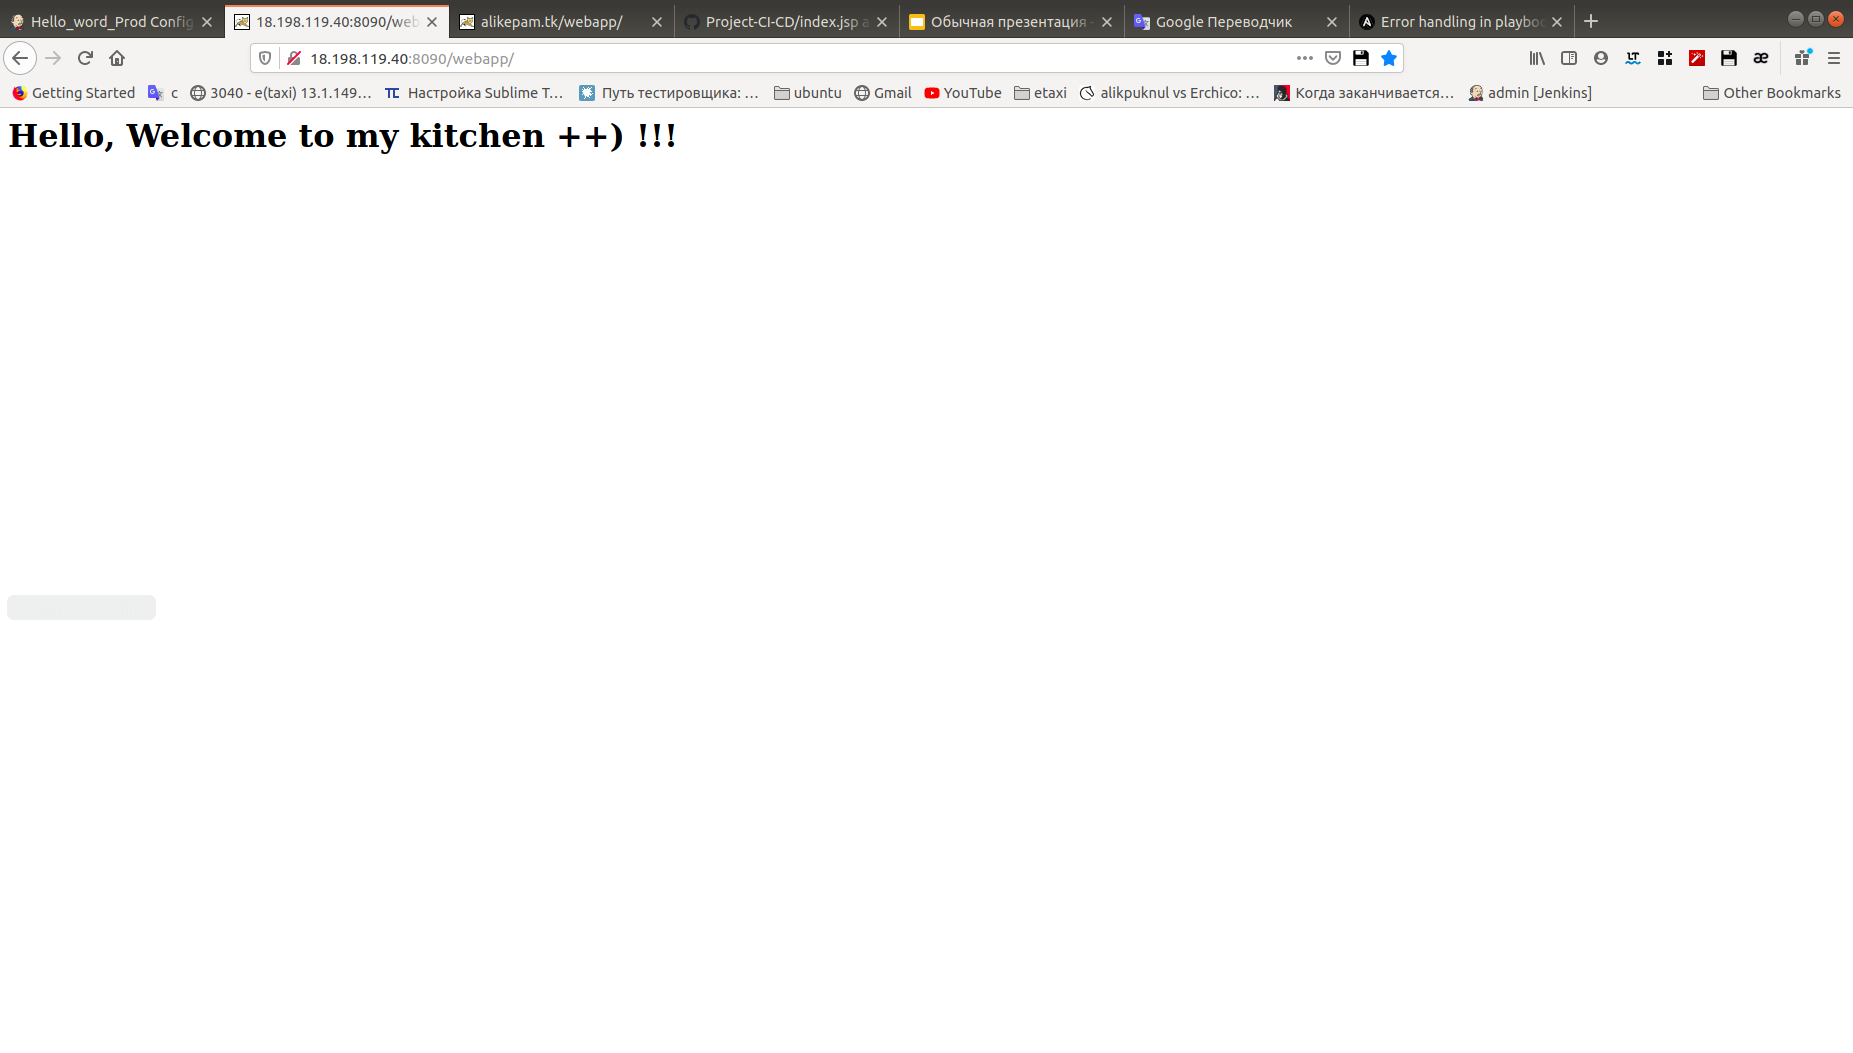 Hello_word_Prod Config
18.198.119.40:8090/web
alikepam.tk/webapp/
Project-CI-CD/index.jsp a
Обычная презентация -
Google Переводчик
Error handling in playboo
18.198.119.40:8090/webapp/
Getting Started
с
3040 - e(taxi) 13.1.149…
Настройка Sublime T…
Путь тестировщика: …
ubuntu
Gmail
YouTube
etaxi
alikpuknul vs Erchico: …
Когда заканчивается…
admin [Jenkins]
Other Bookmarks
Hello, Welcome to my kitchen ++) !!!